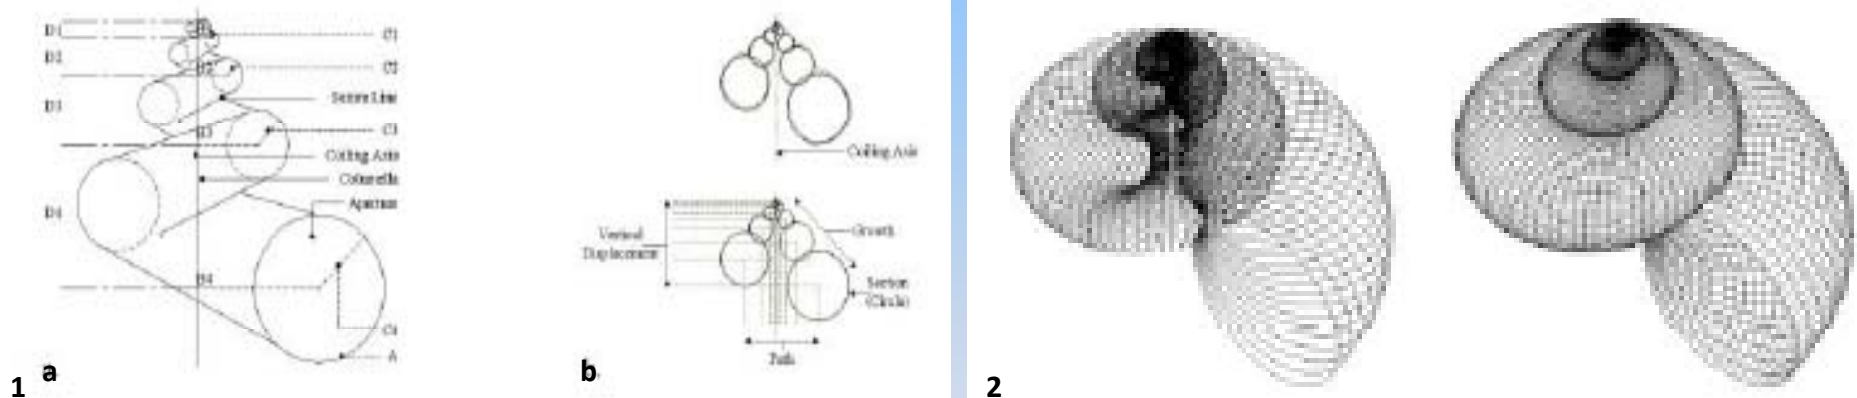 D1
D2
D3
D4
C1
C2
Suture Line
C3
Coiling Axis
Columella
Aperture
A
Coiling Axis
Vertical
Displacement
Growth
Section
(Circle)
Path
1
a
b
2